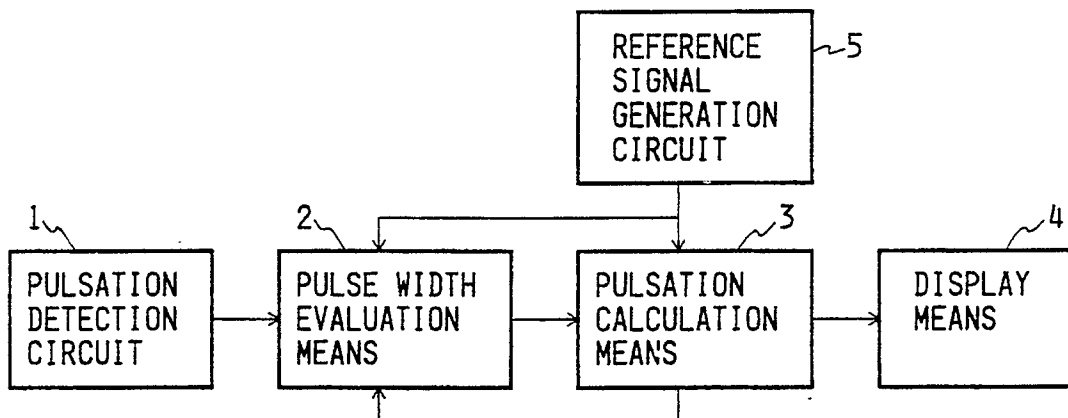 REFERENCE
SIGNAL
GENERATION
CIRCUIT
5
1
PULSATION
DETECTION
CIRCUIT
2
PULSE WIDTH
EVALUATION
MEANS
3
PULSATION
CALCULATION
MEANS
4
DISPLAY
MEANS